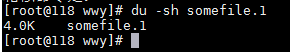 [root@118 wwy]# du -sh somefile.1
4.0K    somefile.1
[root@118 wwy]#